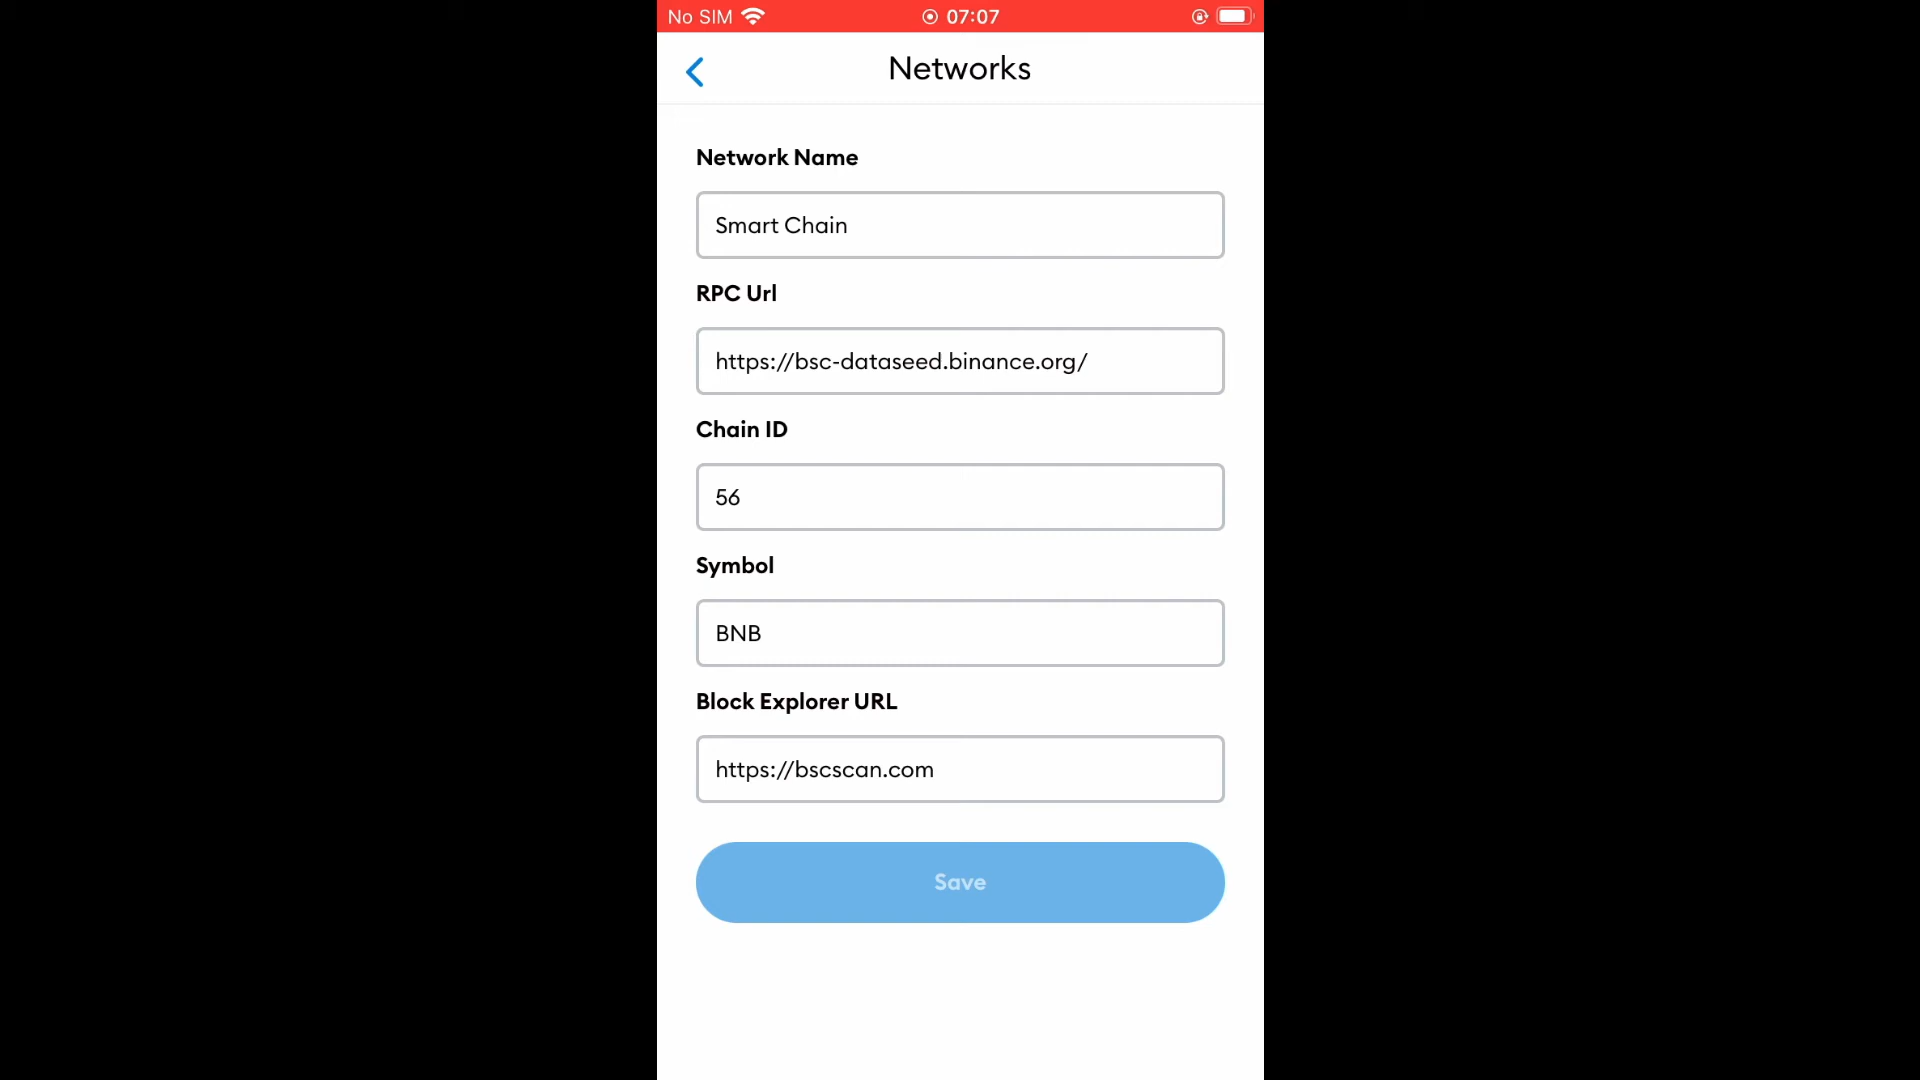 No SIM 07:07
Networks
Network Name
Smart Chain
RPC Url
https://bsc-dataseed.binance.org/
Chain ID
56
Symbol
BNB
Block Explorer URL
https://bscscan.com
Save